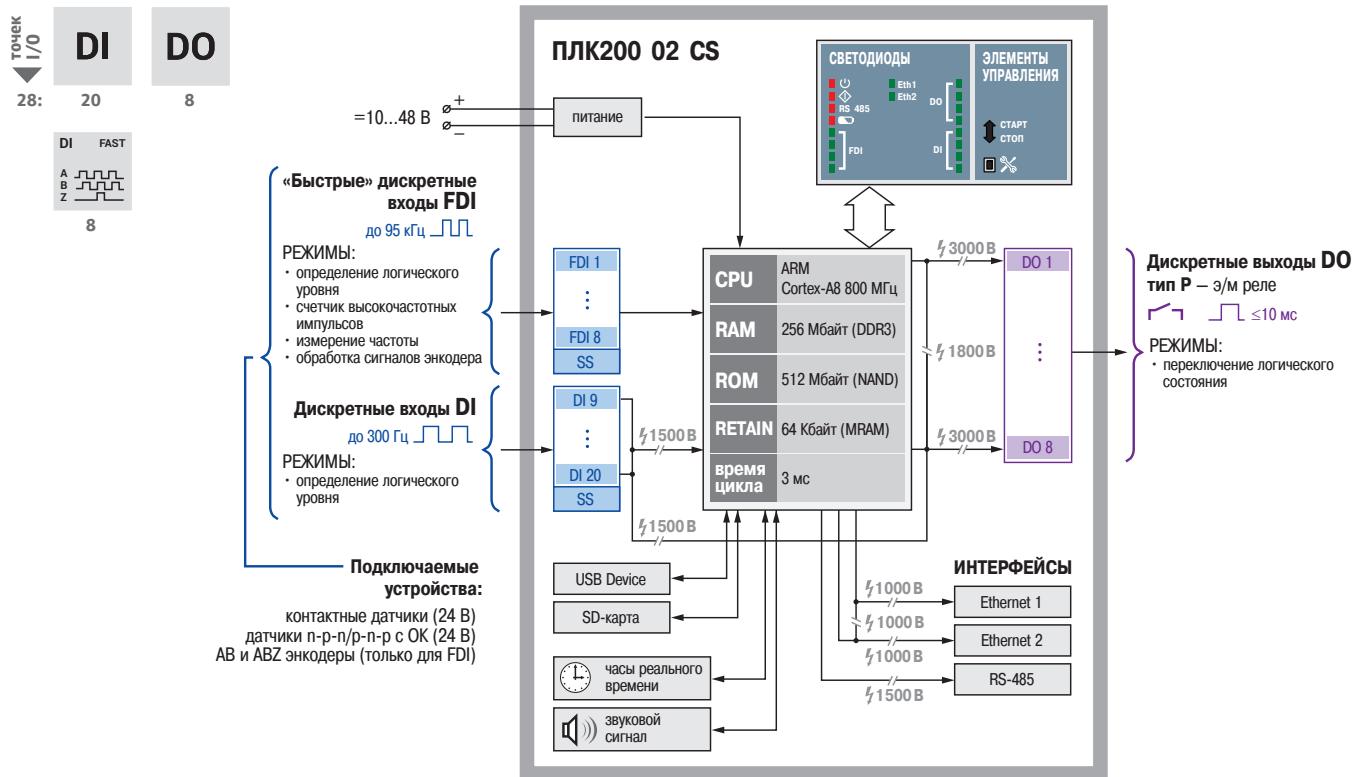 точек I/O
DI
DO
28:
20
8
DI FAST
A
B
Z
8
ПЛК200 02 CS
=10...48 В
+
–
питание
СВЕТОДИОДЫ
Eth1
Eth2
RS 485
DO
FDI
DI
ЭЛЕМЕНТЫ
УПРАВЛЕНИЯ
СТАРТ
СТОП
«Быстрые» дискретные
входы FDI
до 95 кГц
РЕЖИМЫ:
· определение логического
уровня
· счетчик высокочастотных
импульсов
· измерение частоты
· обработка сигналов энкодера
Дискретные входы DI
до 300 Гц
РЕЖИМЫ:
· определение логического
уровня
Подключаемые
устройства:
контактные датчики (24 В)
датчики n-p-n/p-n-p с ОК (24 В)
AB и ABZ энкодеры (только для FDI)
FDI 1
FDI 8
SS
DI 9
DI 20
SS
1500 В
1500 В
CPU
ARM
Cortex-A8 800 МГц
RAM
256 Мбайт (DDR3)
ROM
512 Мбайт (NAND)
RETAIN
64 Кбайт (MRAM)
время
цикла
3 мс
3000 В
1800 В
3000 В
DO 1
DO 8
Дискретные выходы DO
тип Р – э/м реле
≤10 мс
РЕЖИМЫ:
· переключение логического
состояния
USB Device
SD-карта
часы реального
времени
звуковой
сигнал
ИНТЕРФЕЙСЫ
1000 В
Ethernet 1
1000 В
Ethernet 2
1000 В
RS-485
1500 В